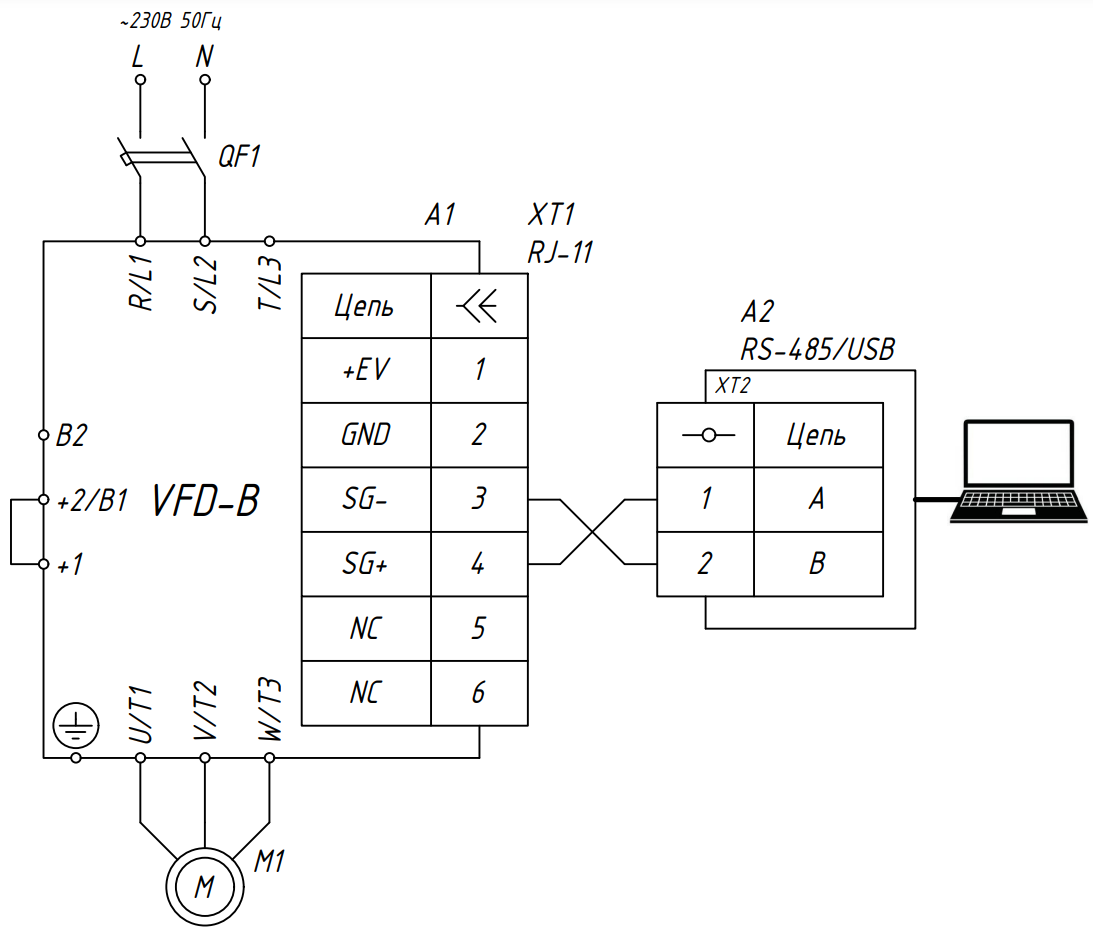 ~230В 50Гц
L N
QF1
A1
XT1
RJ-11
R/L1 S/L2 T/L3
Цепь
+EV 1
GND 2
SG- 3
SG+ 4
NC 5
NC 6
B2
+2/B1
+1
VFD-B
U/T1 V/T2 W/T3
M
M1
A2
RS-485/USB
XT2
Цепь
1 A
2 B